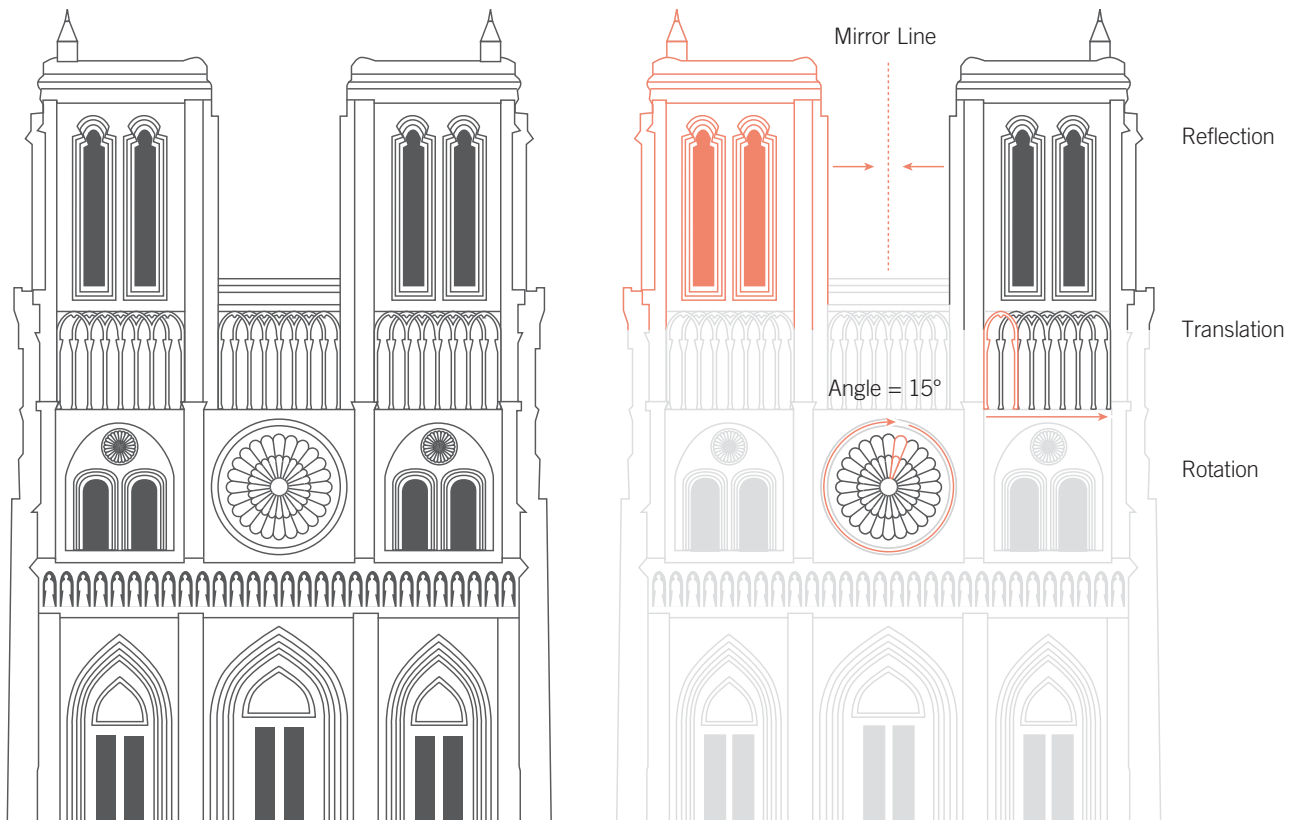 Mirror Line
Reflection
Translation
Angle = 15°
Rotation